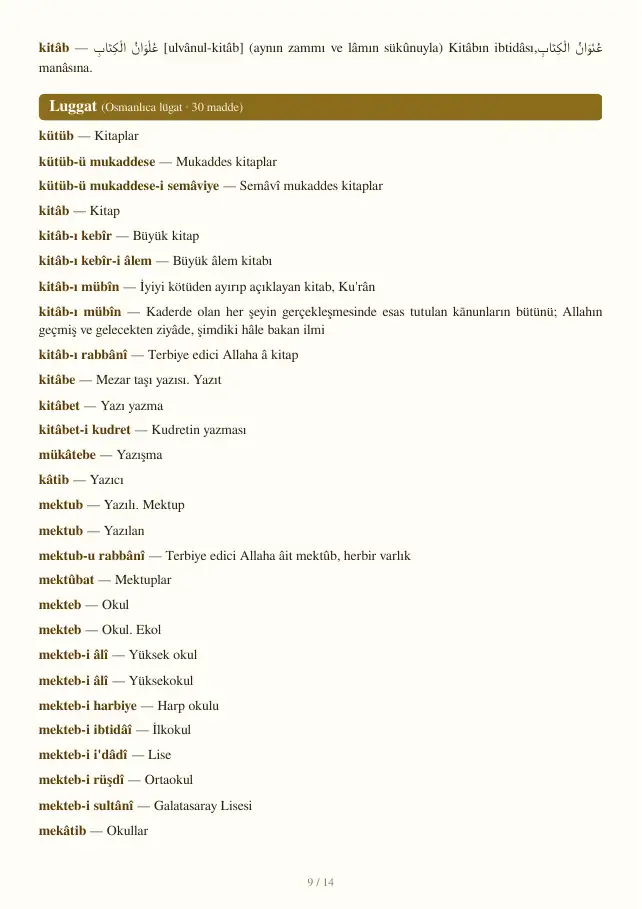 kitâb — عُلْوَانُ الْكِتَابِ [ulvânul-kitâb] (aynın zammı ve lâmın sükûnuyla) Kitâbın ibtidâsı,عُنْوَانُ الْكِتَابِ
manâsına.
Luggat (Osmanlıca lügat · 30 madde)
kütüb — Kitaplar
kütüb-ü mukaddese — Mukaddes kitaplar
kütüb-ü mukaddese-i semâviye — Semâvî mukaddes kitaplar
kitâb — Kitap
kitâb-ı kebîr — Büyük kitap
kitâb-ı kebîr-i âlem — Büyük âlem kitabı
kitâb-ı mübîn — İyiyi kötüden ayırıp açıklayan kitab, Ku'rân
kitâb-ı mübîn — Kaderde olan her şeyin gerçekleşmesinde esas tutulan kānunların bütünü; Allahın
geçmiş ve gelecekten ziyâde, şimdiki hâle bakan ilmi
kitâb-ı rabbânî — Terbiye edici Allaha â kitap
kitâbe — Mezar taşı yazısı. Yazıt
kitâbet — Yazı yazma
kitâbet-i kudret — Kudretin yazması
mükâtebe — Yazışma
kâtib — Yazıcı
mektub — Yazılı. Mektup
mektub — Yazılan
mektub-u rabbânî — Terbiye edici Allaha âit mektûb, herbir varlık
mektûbat — Mektuplar
mekteb — Okul
mekteb — Okul. Ekol
mekteb-i âlî — Yüksek okul
mekteb-i âlî — Yüksekokul
mekteb-i harbiye — Harp okulu
mekteb-i ibtidâî — İlkokul
mekteb-i i'dâdî — Lise
mekteb-i rüşdî — Ortaokul
mekteb-i sultânî — Galatasaray Lisesi
mekâtib — Okullar
9 / 14